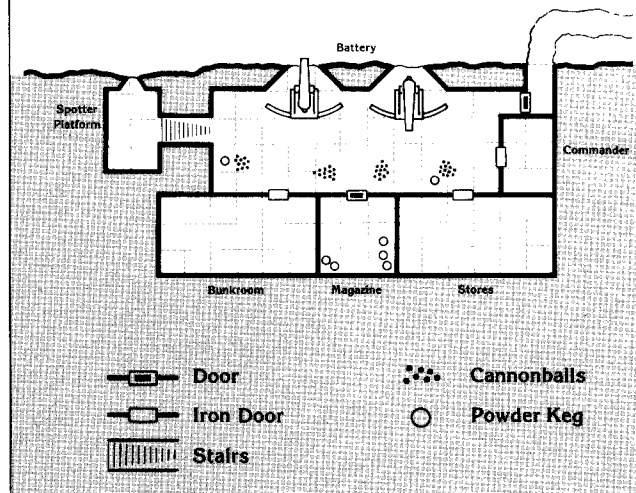 Battery
Spotter
Platform
Commander
Bunkroom
Magazine
Stores
Door
Cannonballs
Iron Door
Powder Keg
Stairs